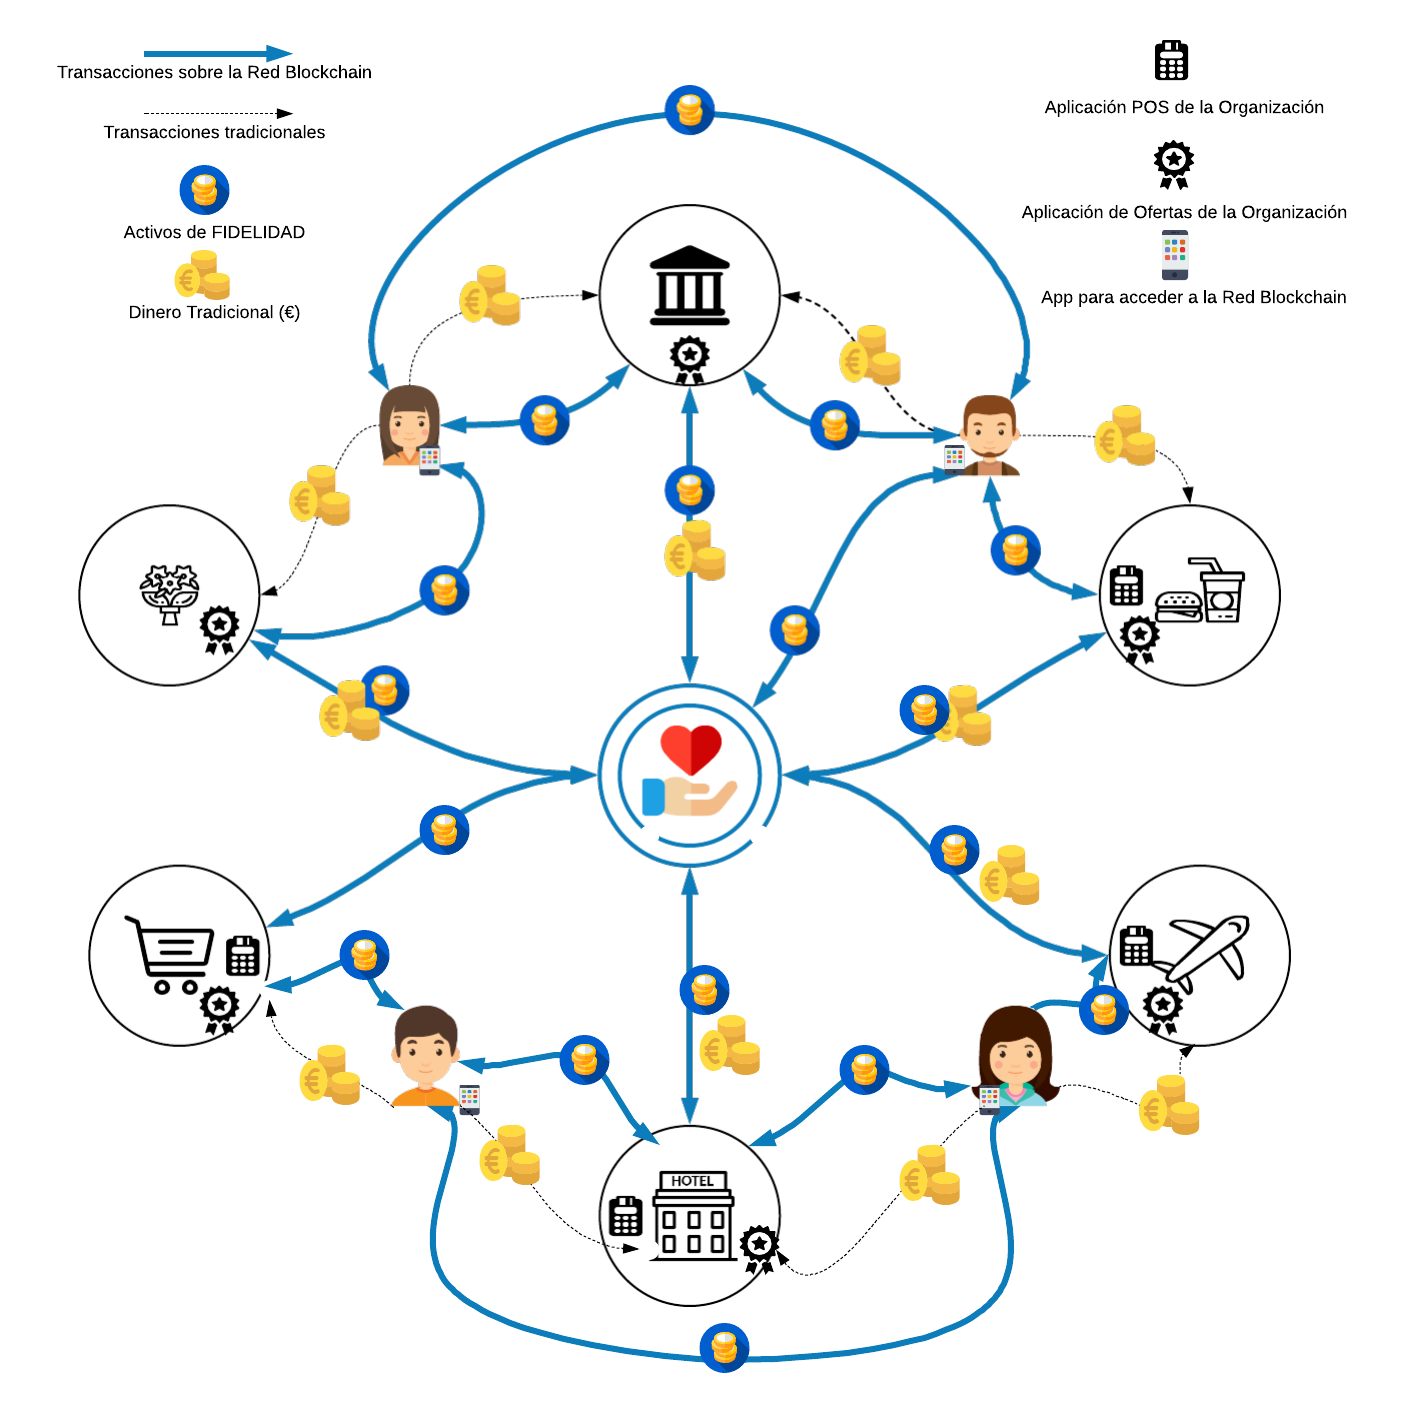 Transacciones sobre la Red Blockchain
Transacciones tradicionales
Activos de FIDELIDAD
€
Dinero Tradicional (€)
Aplicación POS de la Organización
Aplicación de Ofertas de la Organización
App para acceder a la Red Blockchain
€
€
€
€
€
€
€
€
€
€
€
€
€
HOTEL